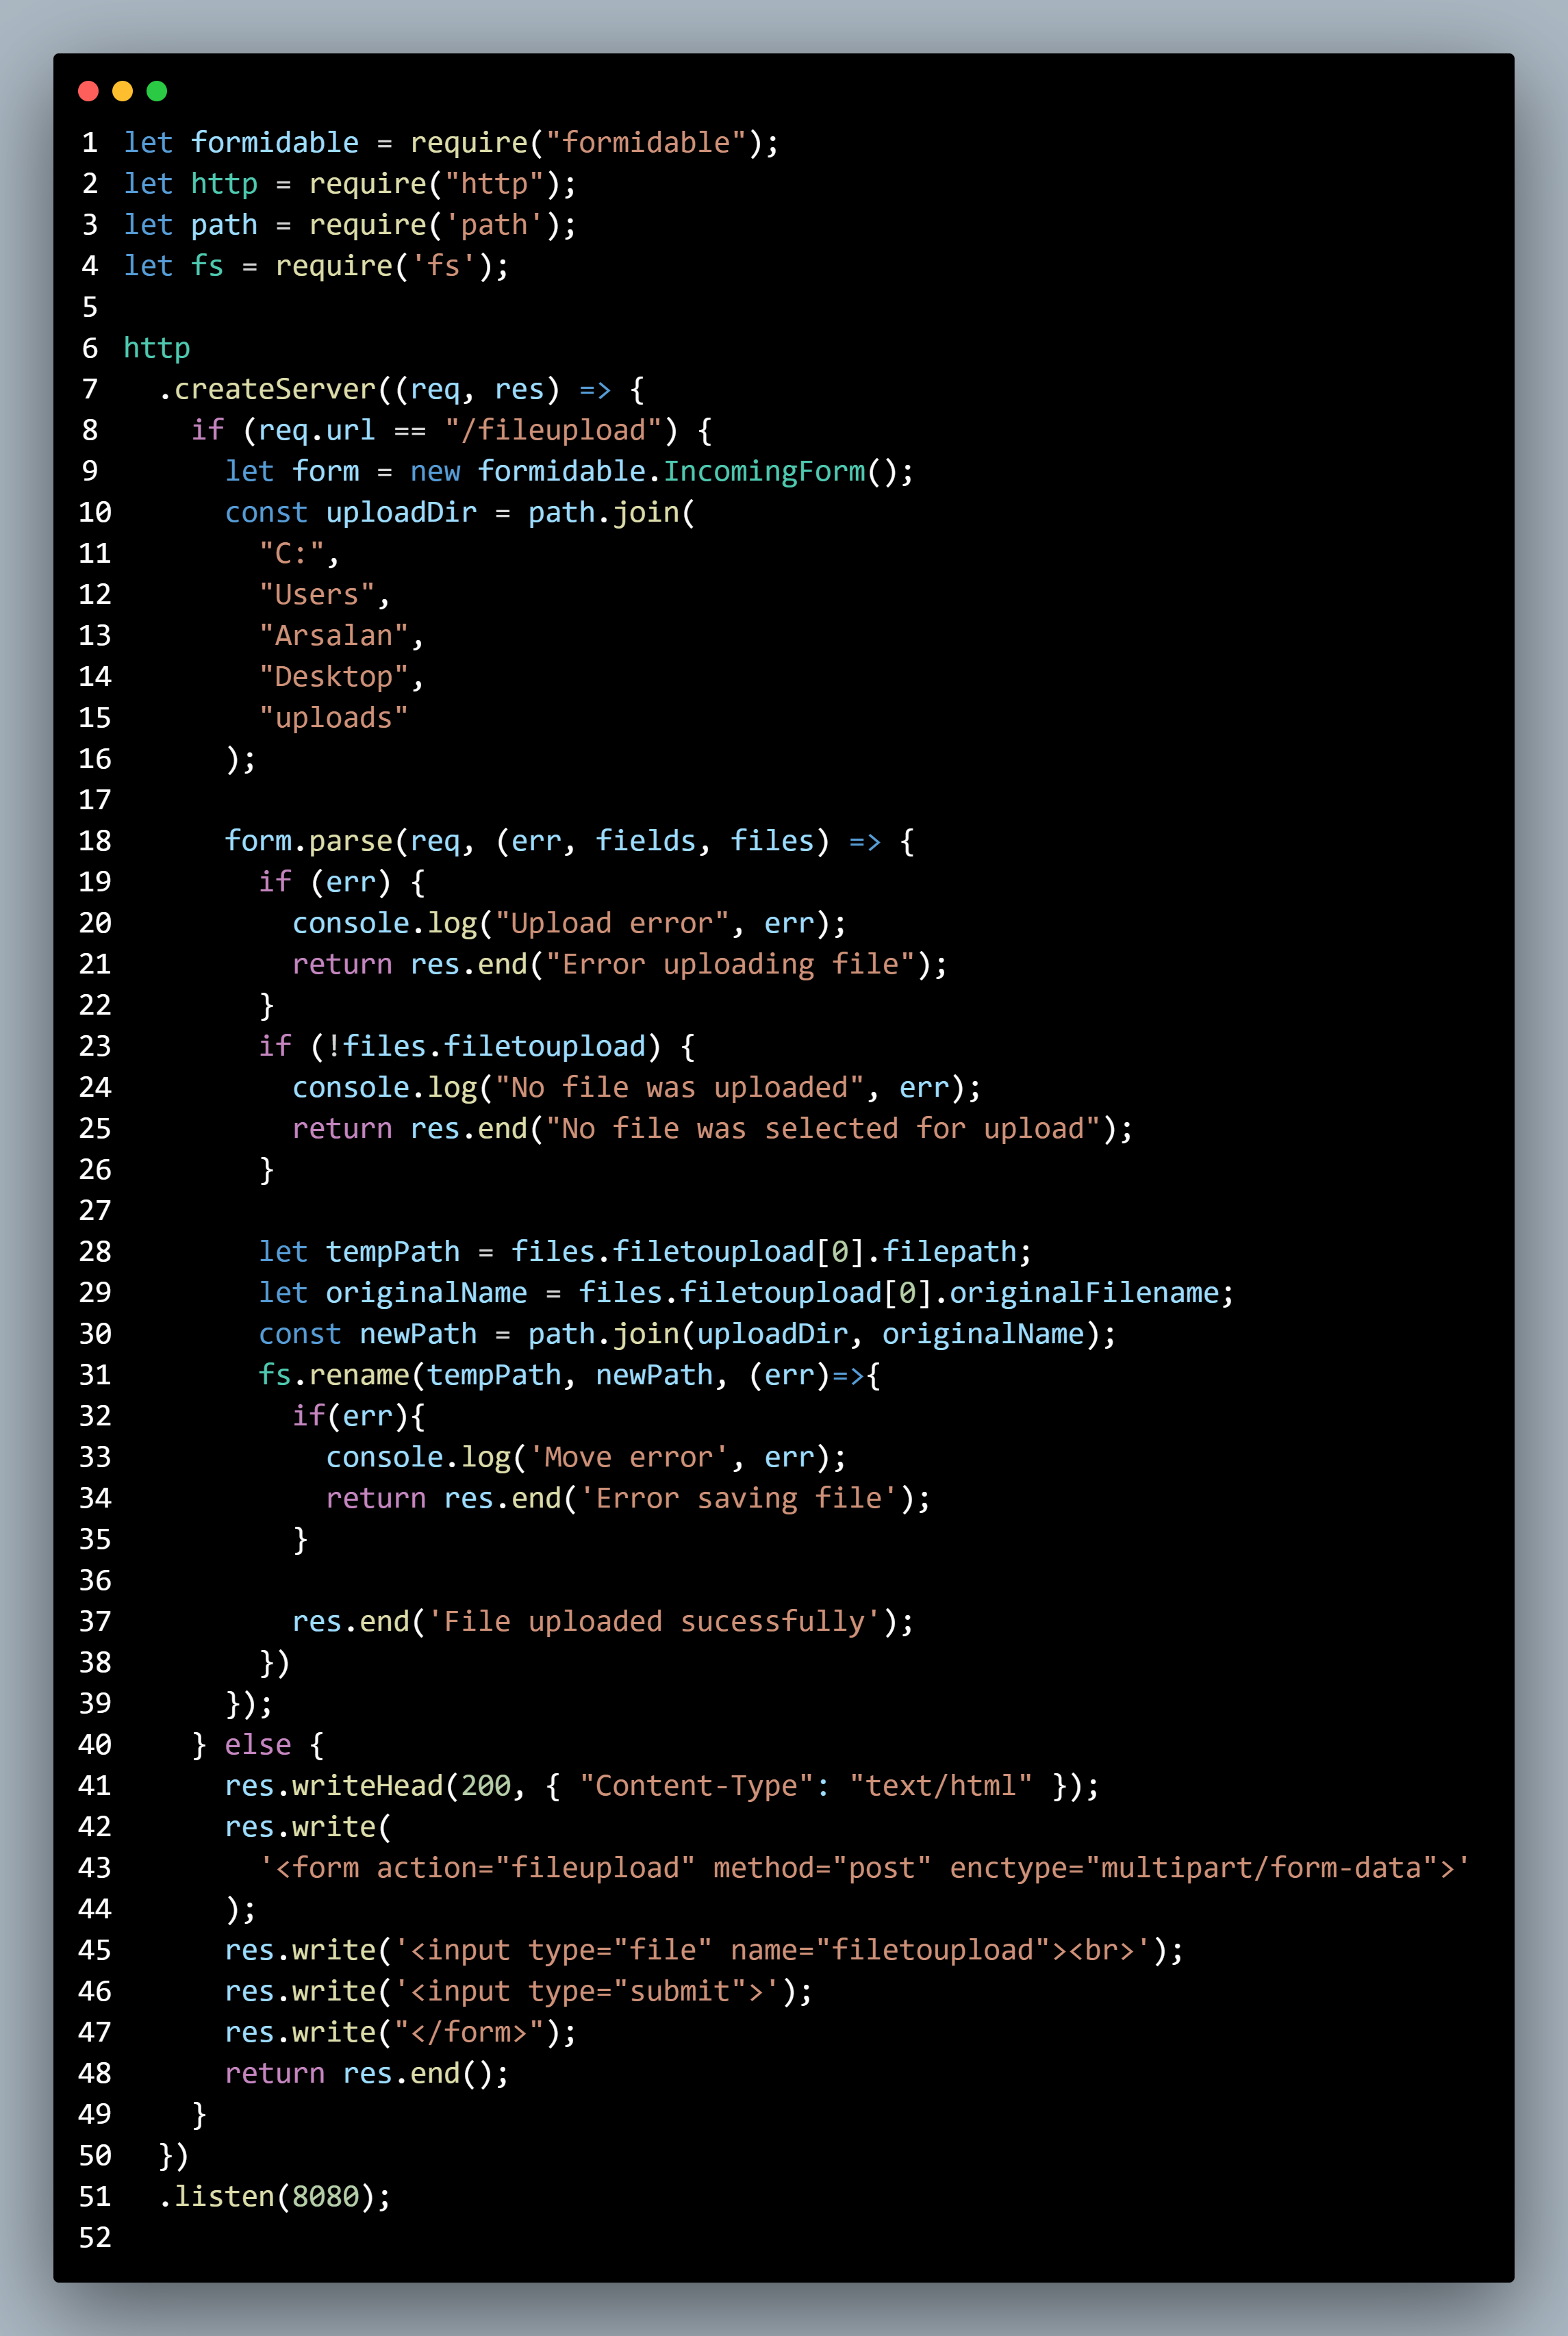 1 let formidable = require("formidable");
2 let http = require("http");
3 let path = require('path');
4 let fs = require('fs');
5
6 http
7   .createServer((req, res) => {
8     if (req.url == "/fileupload") {
9       let form = new formidable.IncomingForm();
10       const uploadDir = path.join(
11         "C:",
12         "Users",
13         "Arsalan",
14         "Desktop",
15         "uploads"
16       );
17
18       form.parse(req, (err, fields, files) => {
19         if (err) {
20           console.log("Upload error", err);
21           return res.end("Error uploading file");
22         }
23         if (!files.filetoupload) {
24           console.log("No file was uploaded", err);
25           return res.end("No file was selected for upload");
26         }
27
28         let tempPath = files.filetoupload[0].filepath;
29         let originalName = files.filetoupload[0].originalFilename;
30         const newPath = path.join(uploadDir, originalName);
31         fs.rename(tempPath, newPath, (err)=>{
32           if(err){
33             console.log('Move error', err);
34             return res.end('Error saving file');
35           }
36
37           res.end('File uploaded sucessfully');
38         })
39       });
40     } else {
41       res.writeHead(200, { "Content-Type": "text/html" });
42       res.write(
43         '<form action="fileupload" method="post" enctype="multipart/form-data">'
44       );
45       res.write('<input type="file" name="filetoupload"><br>');
46       res.write('<input type="submit">');
47       res.write("</form>");
48       return res.end();
49     }
50   })
51   .listen(8080);
52